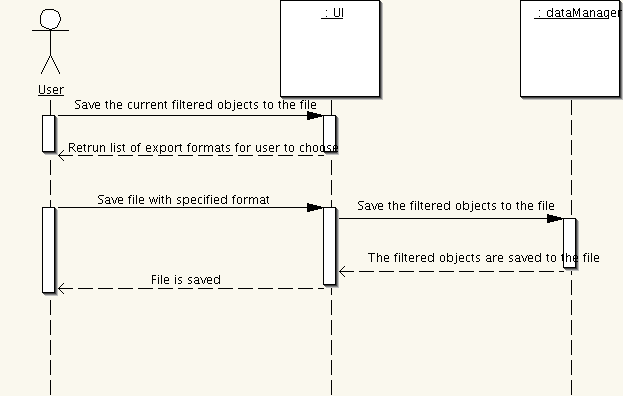 : UI
: dataManager
User
Save the current filtered objects to the file
Retrun list of export formats for user to choose
Save file with specified format
Save the filtered objects to the file
The filtered objects are saved to the file
File is saved